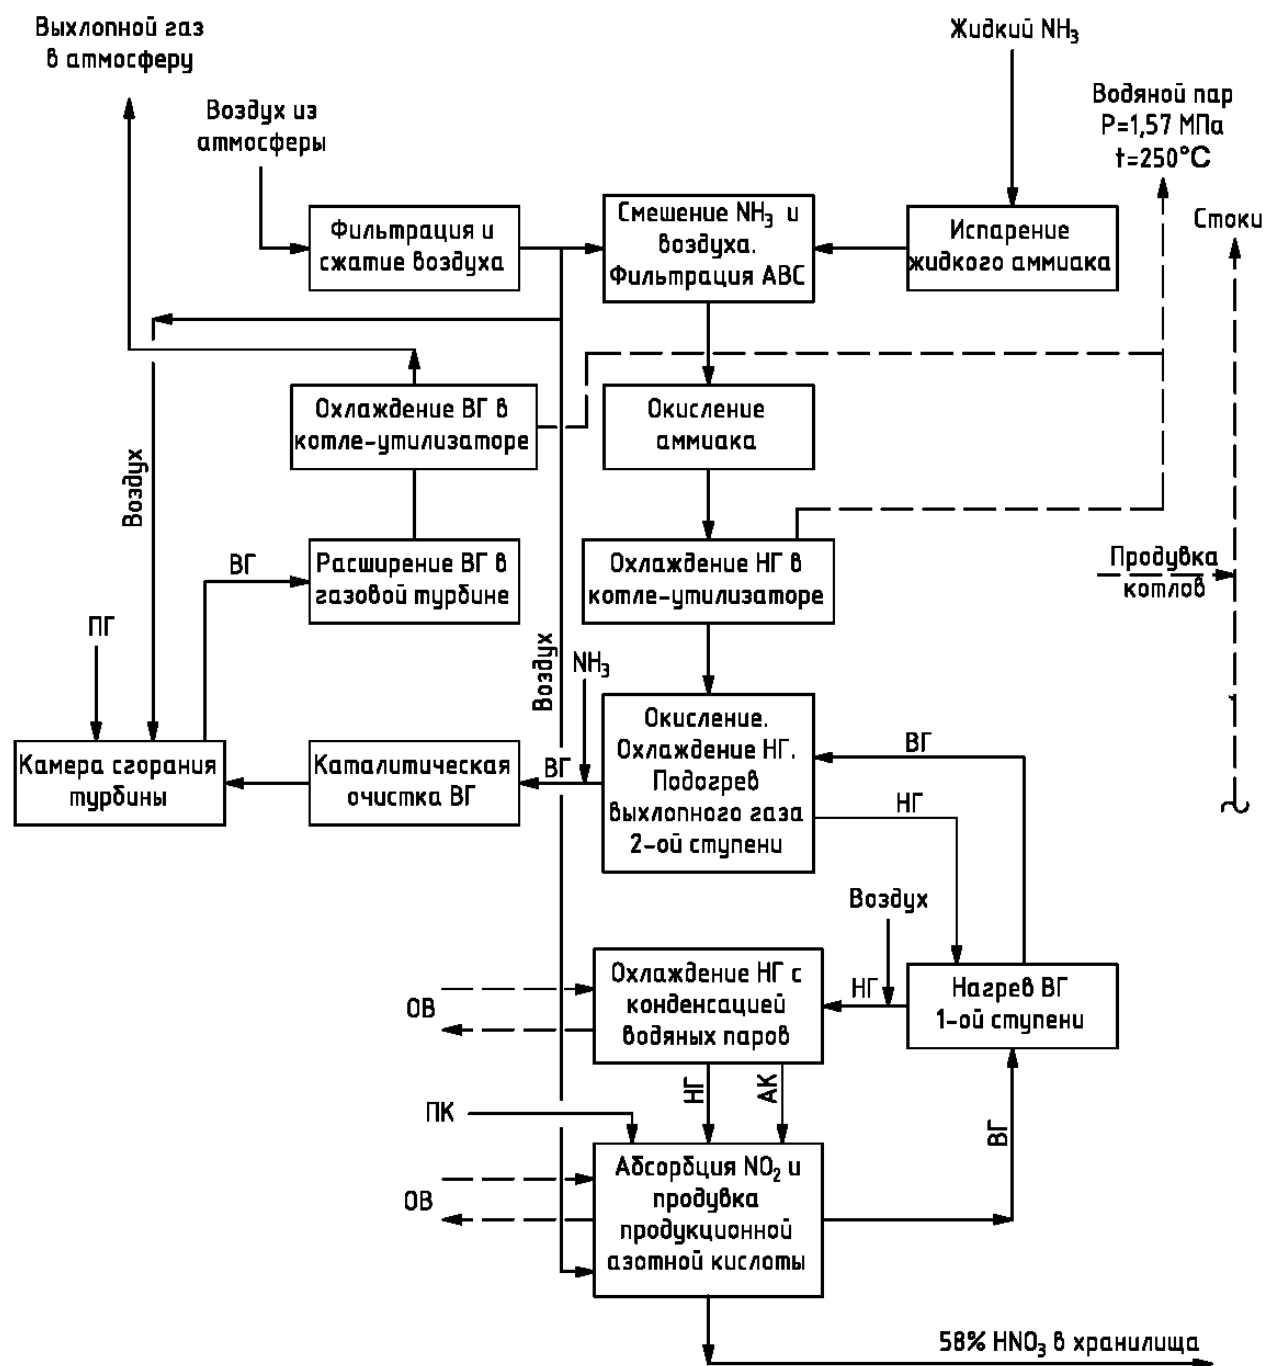 Выхлопной газ
в атмосферу
Жидкий NH₃
Воздух из
атмосферы
Водяной пар
P=1,57 МПа
t=250°C
Стоки
Фильтрация и
сжатие воздуха
Смешение NH₃ и
воздуха.
Фильтрация АВС
Испарение
жидкого аммиака
Охлаждение ВГ в
котле-утилизаторе
Окисление
аммиака
Воздух
Расширение ВГ в
газовой турбине
ВГ
Охлаждение НГ в
котле-утилизаторе
Продувка
котлов
ПГ
Воздух
NH₃
Камера сгорания
турбины
Каталитическая
очистка ВГ
ВГ
Окисление.
Охлаждение НГ.
Подогрев
выхлопного газа
2-ой ступени
ВГ
НГ
Воздух
Охлаждение НГ с
конденсацией
водяных паров
НГ
Нагрев ВГ
1-ой ступени
ОВ
НГ
АК
ВГ
ПК
Абсорбция NO₂ и
продувка
продукционной
азотной кислоты
ОВ
58% HNO₃ в хранилища